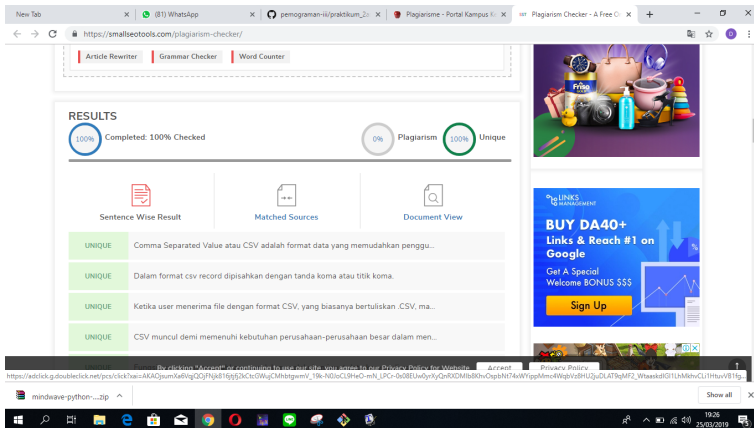 New Tab
(81) WhatsApp
pemograman-iii/praktikum_2a
Plagiarisme - Portal Kampus K
Plagiarism Checker - A Free O
https://smallseotools.com/plagiarism-checker/
Article Rewriter
Grammar Checker
Word Counter
RESULTS
100%
Completed: 100% Checked
0%
Plagiarism
100%
Unique
Sentence Wise Result
Matched Sources
Document View
UNIQUE
Comma Separated Value atau CSV adalah format data yang memudahkan penggu...
UNIQUE
Dalam format csv record dipisahkan dengan tanda koma atau titik koma.
UNIQUE
Ketika user menerima file dengan format CSV, yang biasanya bertuliskan .CSV, ma...
UNIQUE
CSV muncul demi memenuhi kebutuhan perusahaan-perusahaan besar dalam men...
Friso
LINKS
MANAGEMENT
BUY DA40+
Links & Reach #1 on
Google
Get A Special
Welcome BONUS $$$
Sign Up
By clicking "Accept" or continuing to use our site, you agree to our Privacy Policy for Website
Accept
Privacy Policy
mindwave-python-....zip
Show all
19:26
25/03/2019